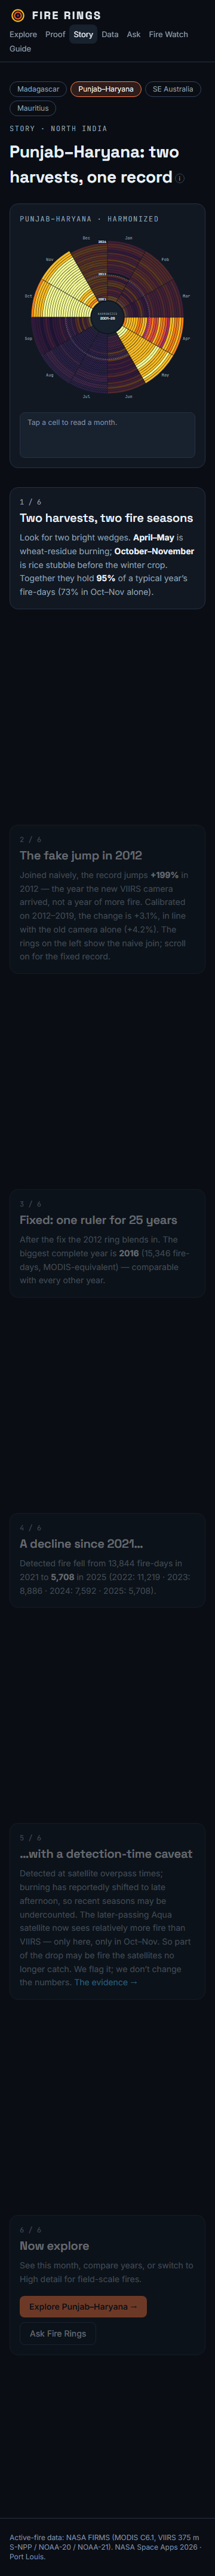 FIRE RINGS
Explore Proof Story Data Ask Fire Watch
Guide
Madagascar Punjab–Haryana SE Australia
Mauritius
STORY · NORTH INDIA
Punjab–Haryana: two
harvests, two fires, one record
PUNJAB–HARYANA · HARMONIZED
Dec Jan
Nov Feb
Oct Mar
Sep Apr
Aug May
Jul Jun
Tap a cell to read a month.
1 / 6
Two harvests, two fire seasons
Look for two bright wedges. April–May is
wheat-residue burning; October–November
is rice stubble before the winter crop.
Together they hold 95% of a typical year's
fire-days (73% in Oct–Nov alone).
2 / 6
The fake jump in 2012
Joined naively, the record jumps +199% in
2012 — the year the new VIIRS camera
arrived, not a year of more fire. Calibrated
on 2012–2019, the change is +3.1%, in line
with the old camera alone (+4.2%). The
rings on the left show the naive join; scroll
on for the fixed record.
3 / 6
Fixed: one ruler for 25 years
After the fix the 2012 ring blends in. The
biggest complete year is 2016 (15,346 fire-
days, MODIS-equivalent) — comparable
with every other year.
4 / 6
A decline since 2021…
Detected fire fell from 13,844 fire-days in
2021 to 5,708 in 2025 (2022: 11,219 · 2023:
8,886 · 2024: 7,592 · 2025: 5,708).
5 / 6
…with a detection-time caveat
Detected at satellite overpass times;
burning has reportedly shifted to late
afternoon, so recent seasons may be
undercounted. The later-passing Aqua
satellite now sees relatively more fire than
VIIRS — only here, only in Oct–Nov. So part
of the drop may be fire the satellites no
longer catch. We flag it; we don't change
the numbers. The evidence →
6 / 6
Now explore
See this month, compare years, or switch to
High detail for field-scale fires.
Explore Punjab–Haryana →
Ask Fire Rings
Active-fire data: NASA FIRMS (MODIS C6.1, VIIRS 375 m
S-NPP / NOAA-20 / NOAA-21). NASA Space Apps 2026 ·
Port Louis.